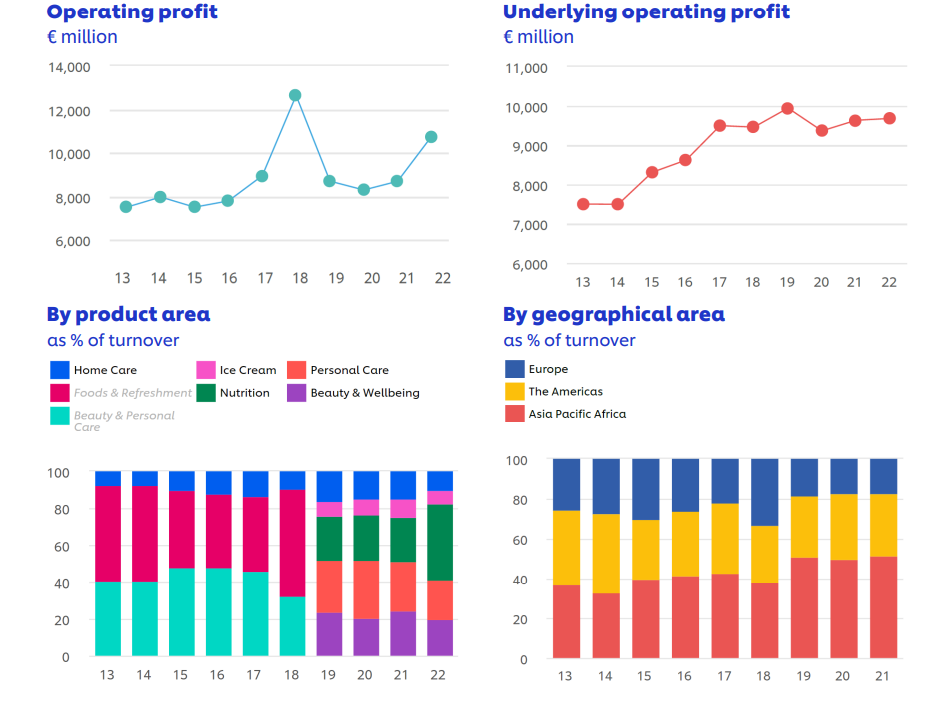 Operating profit
€ million
14,000
12,000
10,000
8,000
6,000
13 14 15 16 17 18 19 20 21 22
Underlying operating profit
€ million
11,000
10,000
9,000
8,000
7,000
6,000
13 14 15 16 17 18 19 20 21 22
By product area
as % of turnover
Home Care
Ice Cream
Personal Care
Foods & Refreshment
Nutrition
Beauty & Wellbeing
Beauty & Personal
Care
100
80
60
40
20
0
13 14 15 16 17 18 19 20 21 22
By geographical area
as % of turnover
Europe
The Americas
Asia Pacific Africa
100
80
60
40
20
0
13 14 15 16 17 18 19 20 21